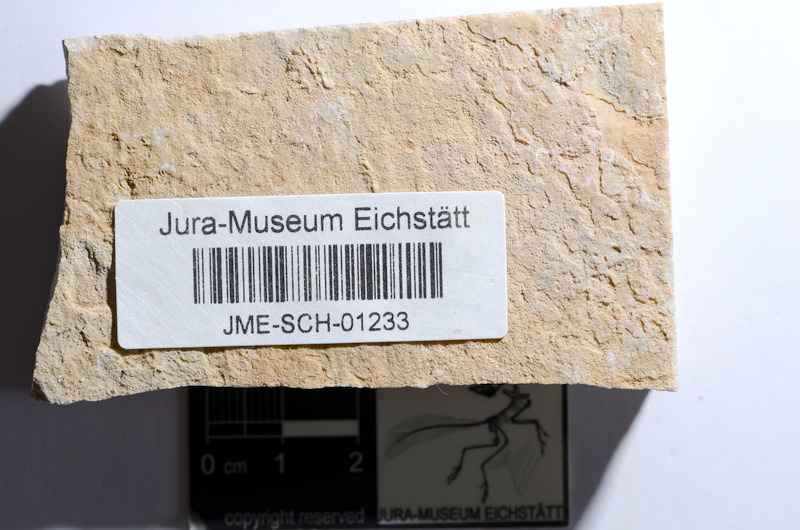 Jura-Museum Eichstätt
JME-SCH-01233
0 cm 1 2
copyright reserved
JURA-MUSEUM EICHSTÄTT